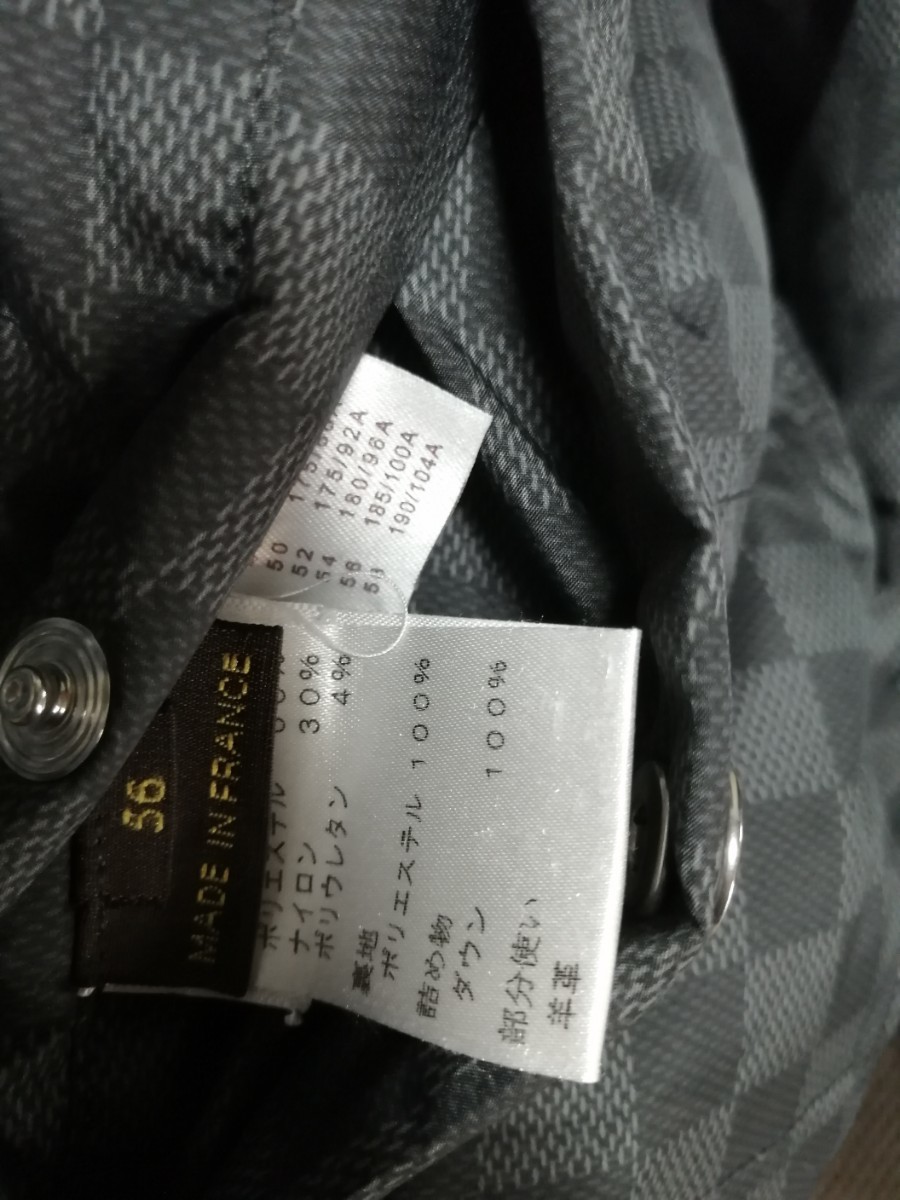 56
MADE IN FRANCE
ポリエステル
ナイロン 30%
ポリウレタン 4%
裏地
ポリエステル 100%
詰め物
ダウン 100%
部分使い
羊革
50
52 175/92A
54 180/96A
56 185/100A
58 190/104A